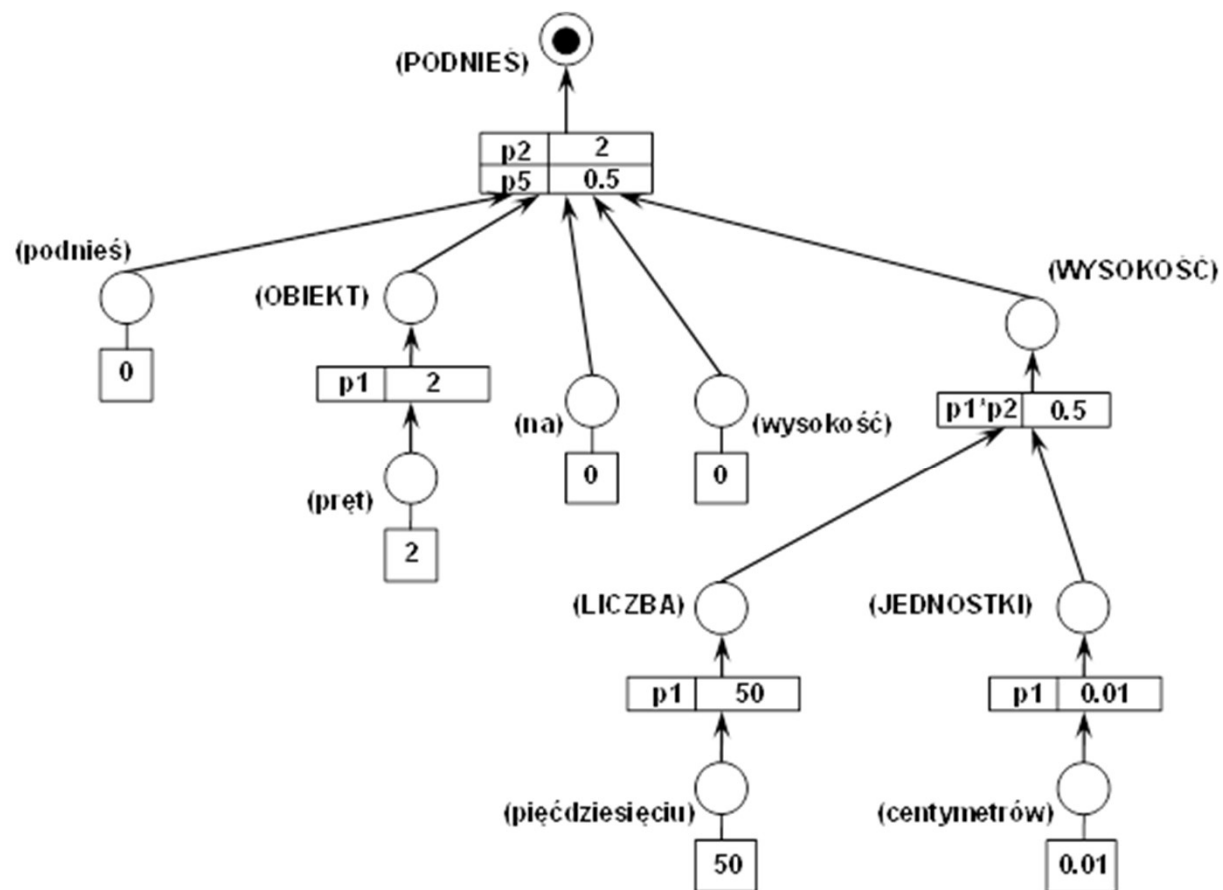 (PODNIEŚ)
p2 2
p5 0.5
(podnieś)
(OBIEKT)
(WYSOKOŚĆ)
0
p1 2
(na)
(wysokość)
p1*p2 0.5
(pręt)
0
0
2
(LICZBA)
(JEDNOSTKI)
p1 50
p1 0.01
(pięćdziesięciu)
(centymetrów)
50
0.01